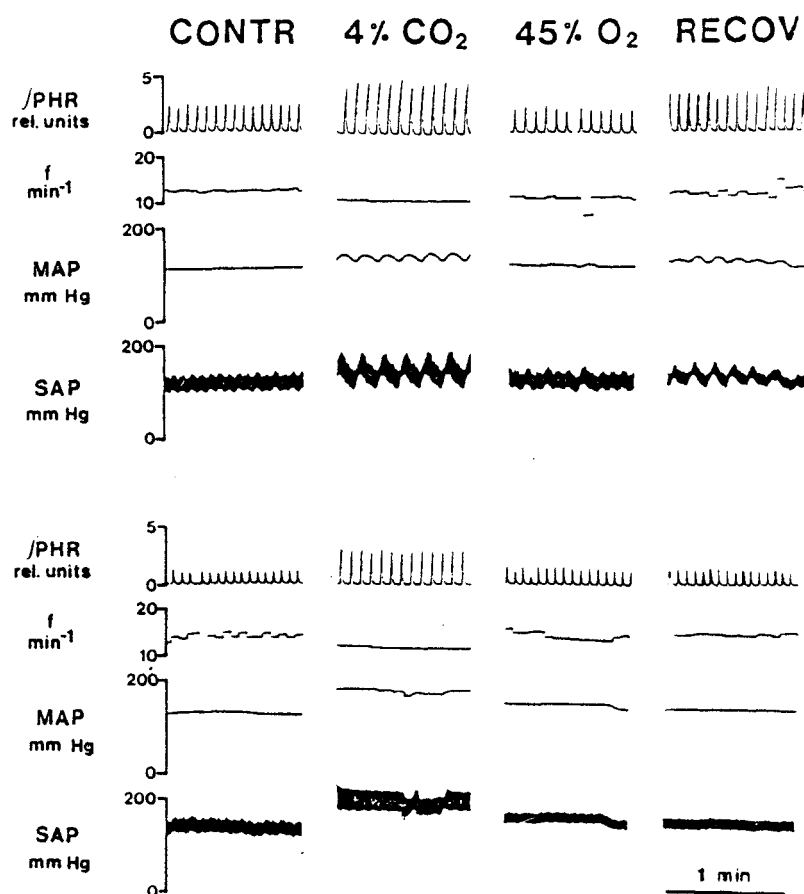 CONTR 4% CO₂ 45% O₂ RECOV
∫PHR
rel. units
5
0
f
min⁻¹
20
10
MAP
mm Hg
200
0
SAP
mm Hg
200
0
∫PHR
rel. units
5
0
f
min⁻¹
20
10
MAP
mm Hg
200
0
SAP
mm Hg
200
0
1 min